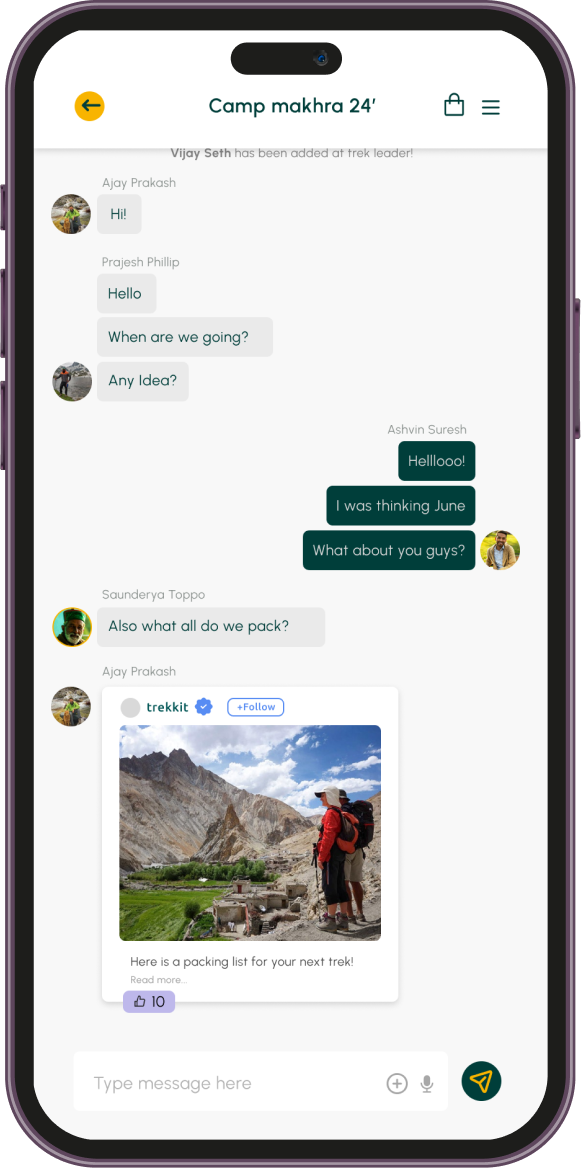 Camp makhra 24'
Vijay Seth has been added at trek leader!
Ajay Prakash
Hi!
Prajesh Phillip
Hello
When are we going?
Any Idea?
Ashvin Suresh
Helllooo!
I was thinking June
What about you guys?
Saunderya Toppo
Also what all do we pack?
Ajay Prakash
trekkit
+Follow
Here is a packing list for your next trek!
Read more...
10
Type message here